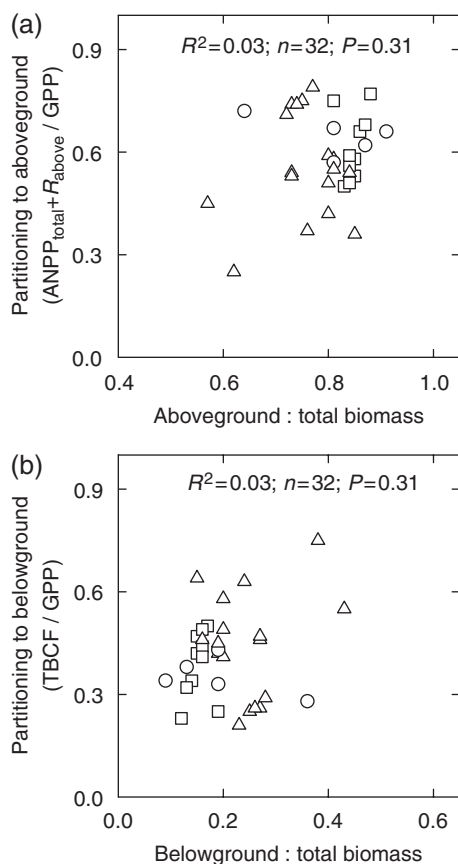 (a)
R²=0.03; n=32; P=0.31
0.9
0.6
0.3
0.0
Partitioning to aboveground
(ANPPtotal+Rabove / GPP)
0.4 0.6 0.8 1.0
Aboveground : total biomass
(b)
R²=0.03; n=32; P=0.31
0.9
0.6
0.3
0.0
Partitioning to belowground
(TBCF / GPP)
0.0 0.2 0.4 0.6
Belowground : total biomass